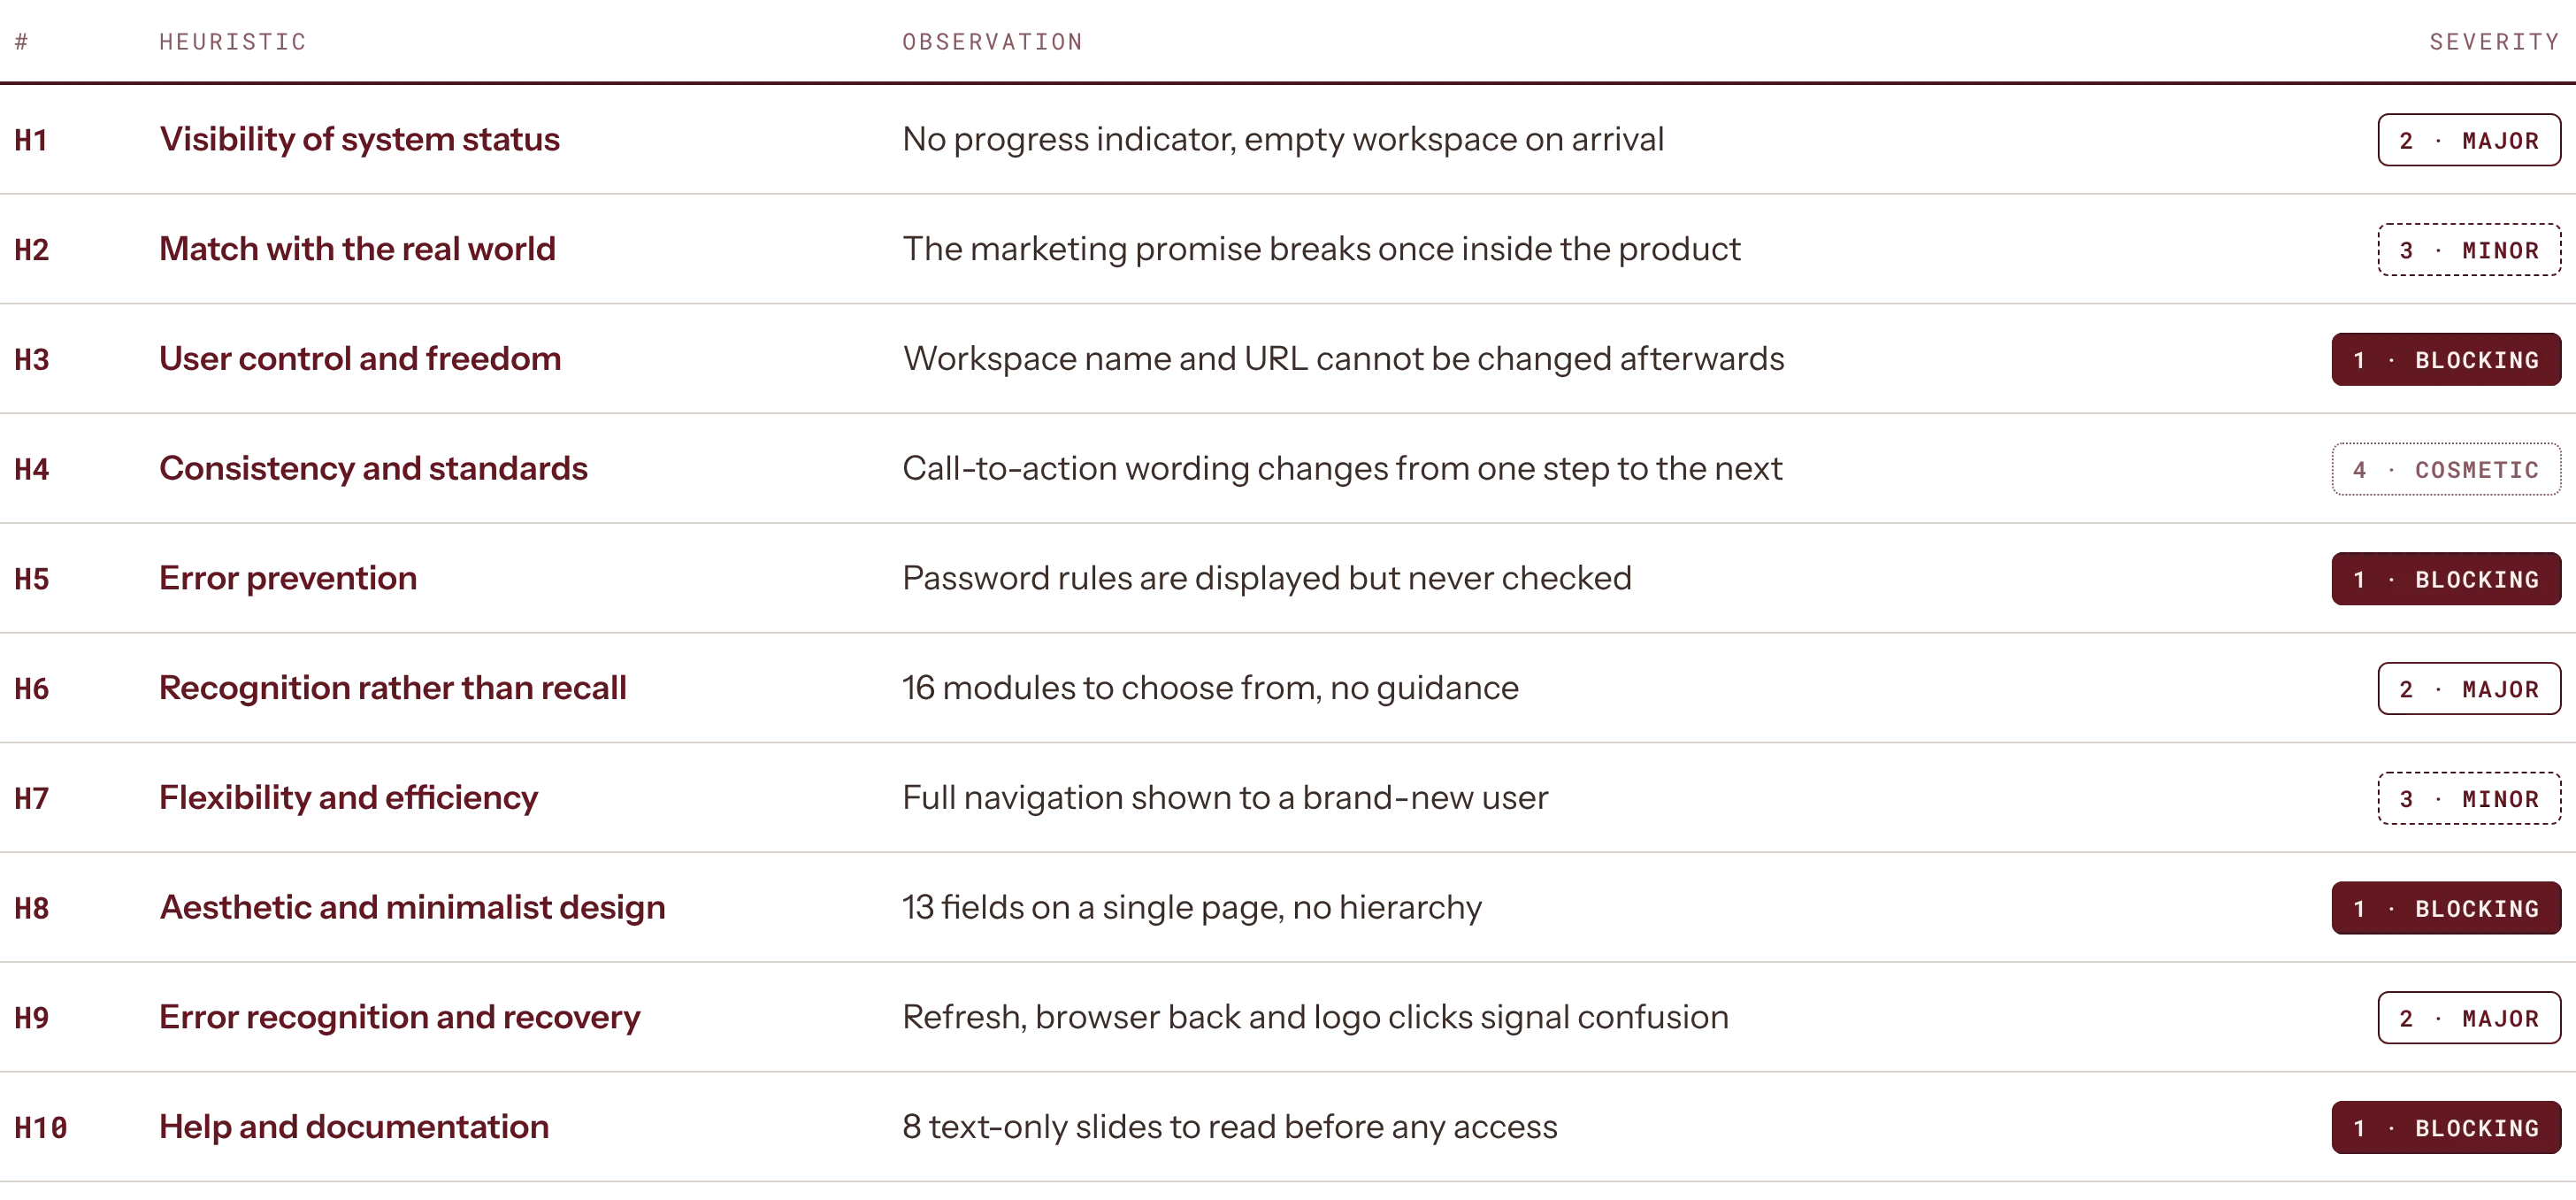 # HEURISTIC OBSERVATION SEVERITY
H1 Visibility of system status No progress indicator, empty workspace on arrival 2 · MAJOR
H2 Match with the real world The marketing promise breaks once inside the product 3 · MINOR
H3 User control and freedom Workspace name and URL cannot be changed afterwards 1 · BLOCKING
H4 Consistency and standards Call-to-action wording changes from one step to the next 4 · COSMETIC
H5 Error prevention Password rules are displayed but never checked 1 · BLOCKING
H6 Recognition rather than recall 16 modules to choose from, no guidance 2 · MAJOR
H7 Flexibility and efficiency Full navigation shown to a brand-new user 3 · MINOR
H8 Aesthetic and minimalist design 13 fields on a single page, no hierarchy 1 · BLOCKING
H9 Error recognition and recovery Refresh, browser back and logo clicks signal confusion 2 · MAJOR
H10 Help and documentation 8 text-only slides to read before any access 1 · BLOCKING